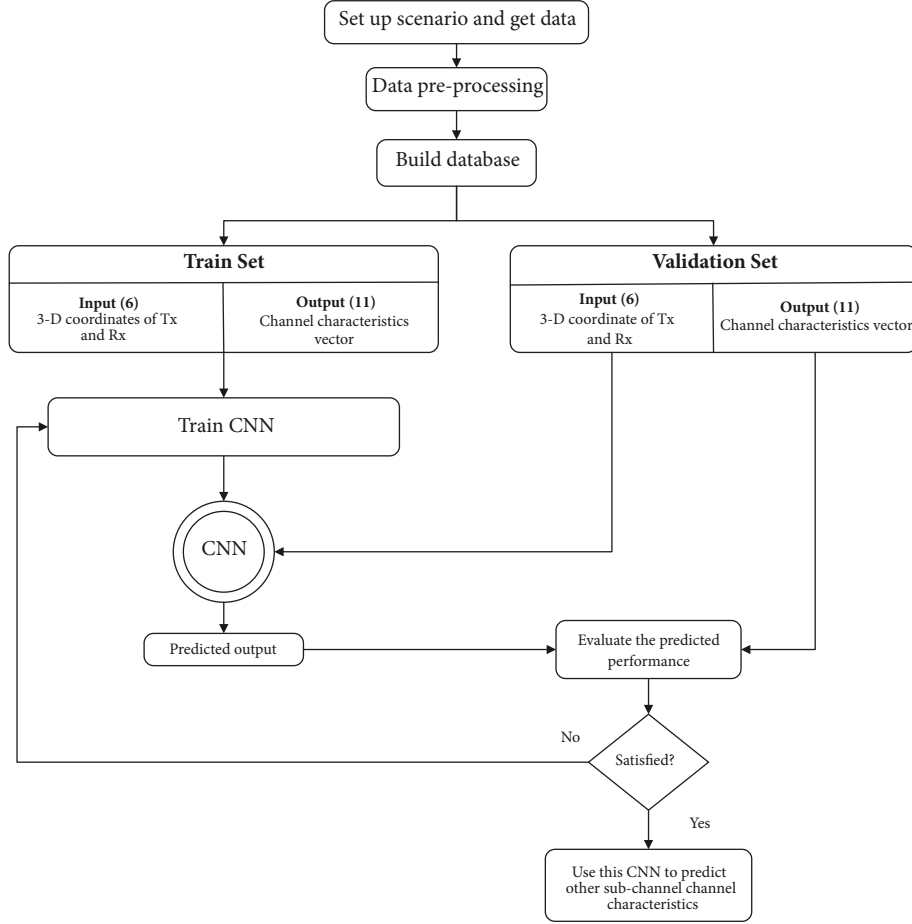 Set up scenario and get data
Data pre-processing
Build database
Train Set
Input (6)
3-D coordinates of Tx
and Rx
Output (11)
Channel characteristics
vector
Validation Set
Input (6)
3-D coordinate of Tx
and Rx
Output (11)
Channel characteristics vector
Train CNN
CNN
Predicted output
Evaluate the predicted
performance
Satisfied?
No
Yes
Use this CNN to predict
other sub-channel channel
characteristics